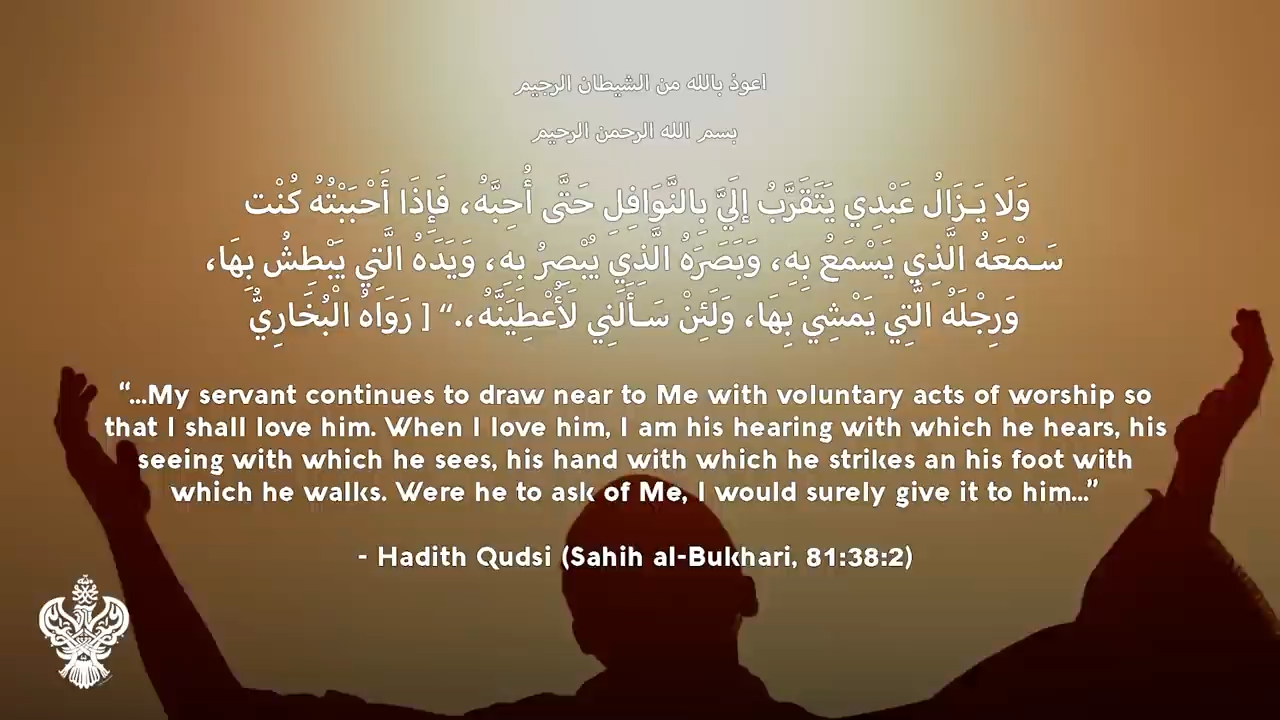 اعوذ بالله من الشيطان الرجيم
بسم الله الرحمن الرحيم
وَلَا يَـزَالُ عَبْدِي يَتَقَرَّبُ إِلَيَّ بِالنَّوَافِلِ حَتَّى أُحِبَّهُ، فَإِذَا أَحْبَبْتُهُ كُنْت
سَـمْعَهُ الَّذِي يَسْمَعُ بِهِ، وَبَصَرَهُ الَّذِي يُبْصِرُ بِهِ، وَيَدَهُ الَّتِي يَبْطِشُ بِهَا،
وَرِجْلَهُ الَّتِي يَمْشِي بِهَا، وَلَئِنْ سَـأَلَنِي لَأُعْطِيَنَّهُ،.“ [ رَوَاهُ الْبُخَارِيُّ
“...My servant continues to draw near to Me with voluntary acts of worship so
that I shall love him. When I love him, I am his hearing with which he hears, his
seeing with which he sees, his hand with which he strikes an his foot with
which he walks. Were he to ask of Me, I would surely give it to him...”
- Hadith Qudsi (Sahih al-Bukhari, 81:38:2)